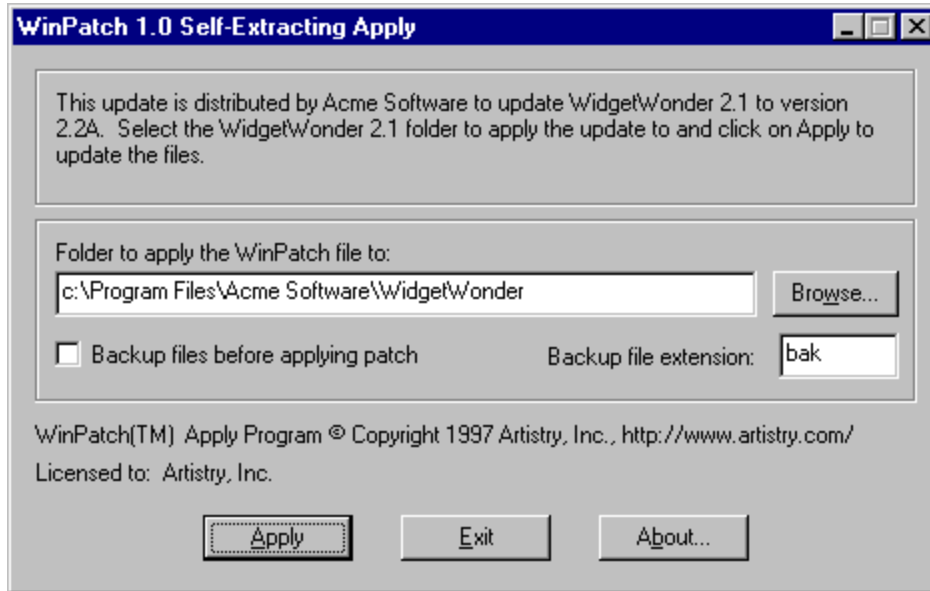 WinPatch 1.0 Self-Extracting Apply
This update is distributed by Acme Software to update WidgetWonder 2.1 to version
2.2A.  Select the WidgetWonder 2.1 folder to apply the update to and click on Apply to
update the files.
Folder to apply the WinPatch file to:
c:\Program Files\Acme Software\WidgetWonder
Browse...
Backup files before applying patch
Backup file extension:
bak
WinPatch(TM)  Apply Program © Copyright 1997 Artistry, Inc., http://www.artistry.com/
Licensed to:  Artistry, Inc.
Apply
Exit
About...